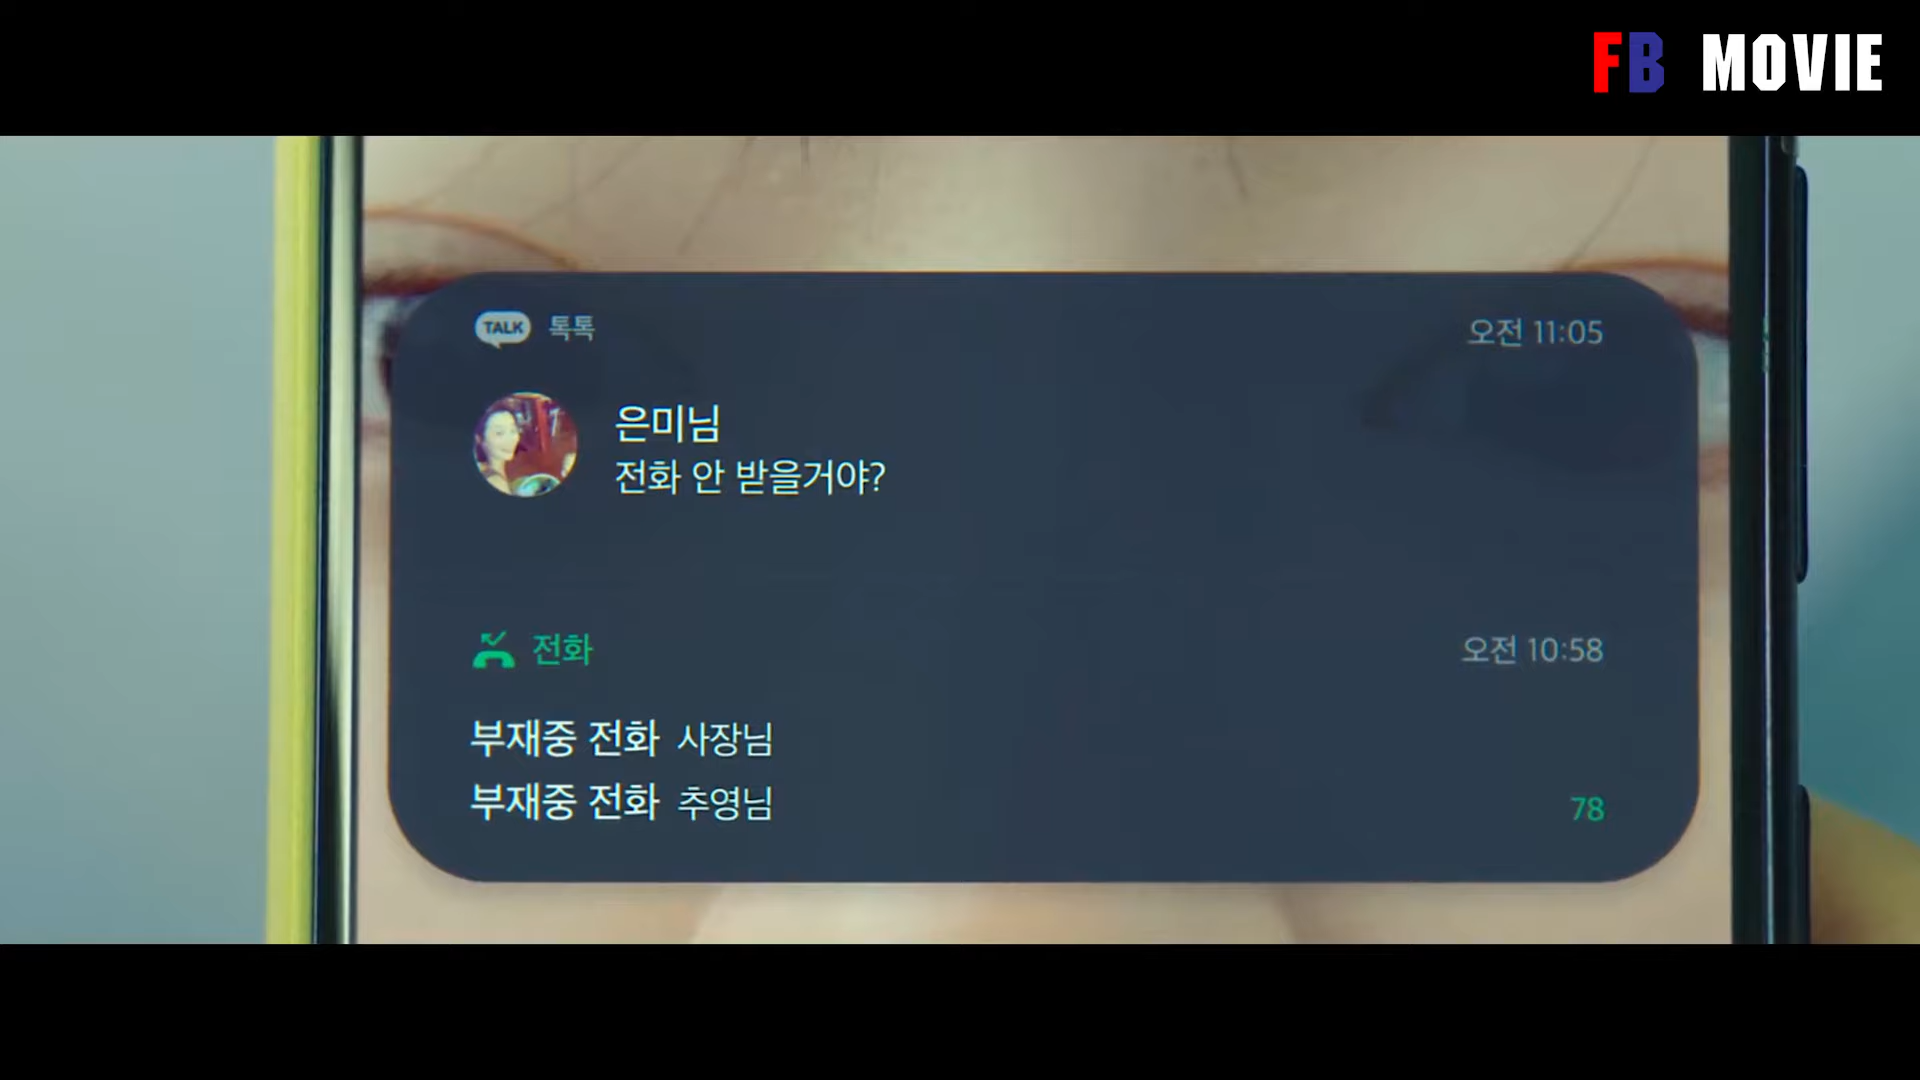 FB MOVIE
TALK 톡톡 오전 11:05
은미님
전화 안 받을거야?
전화 오전 10:58
부재중 전화 사장님
부재중 전화 추영님 78